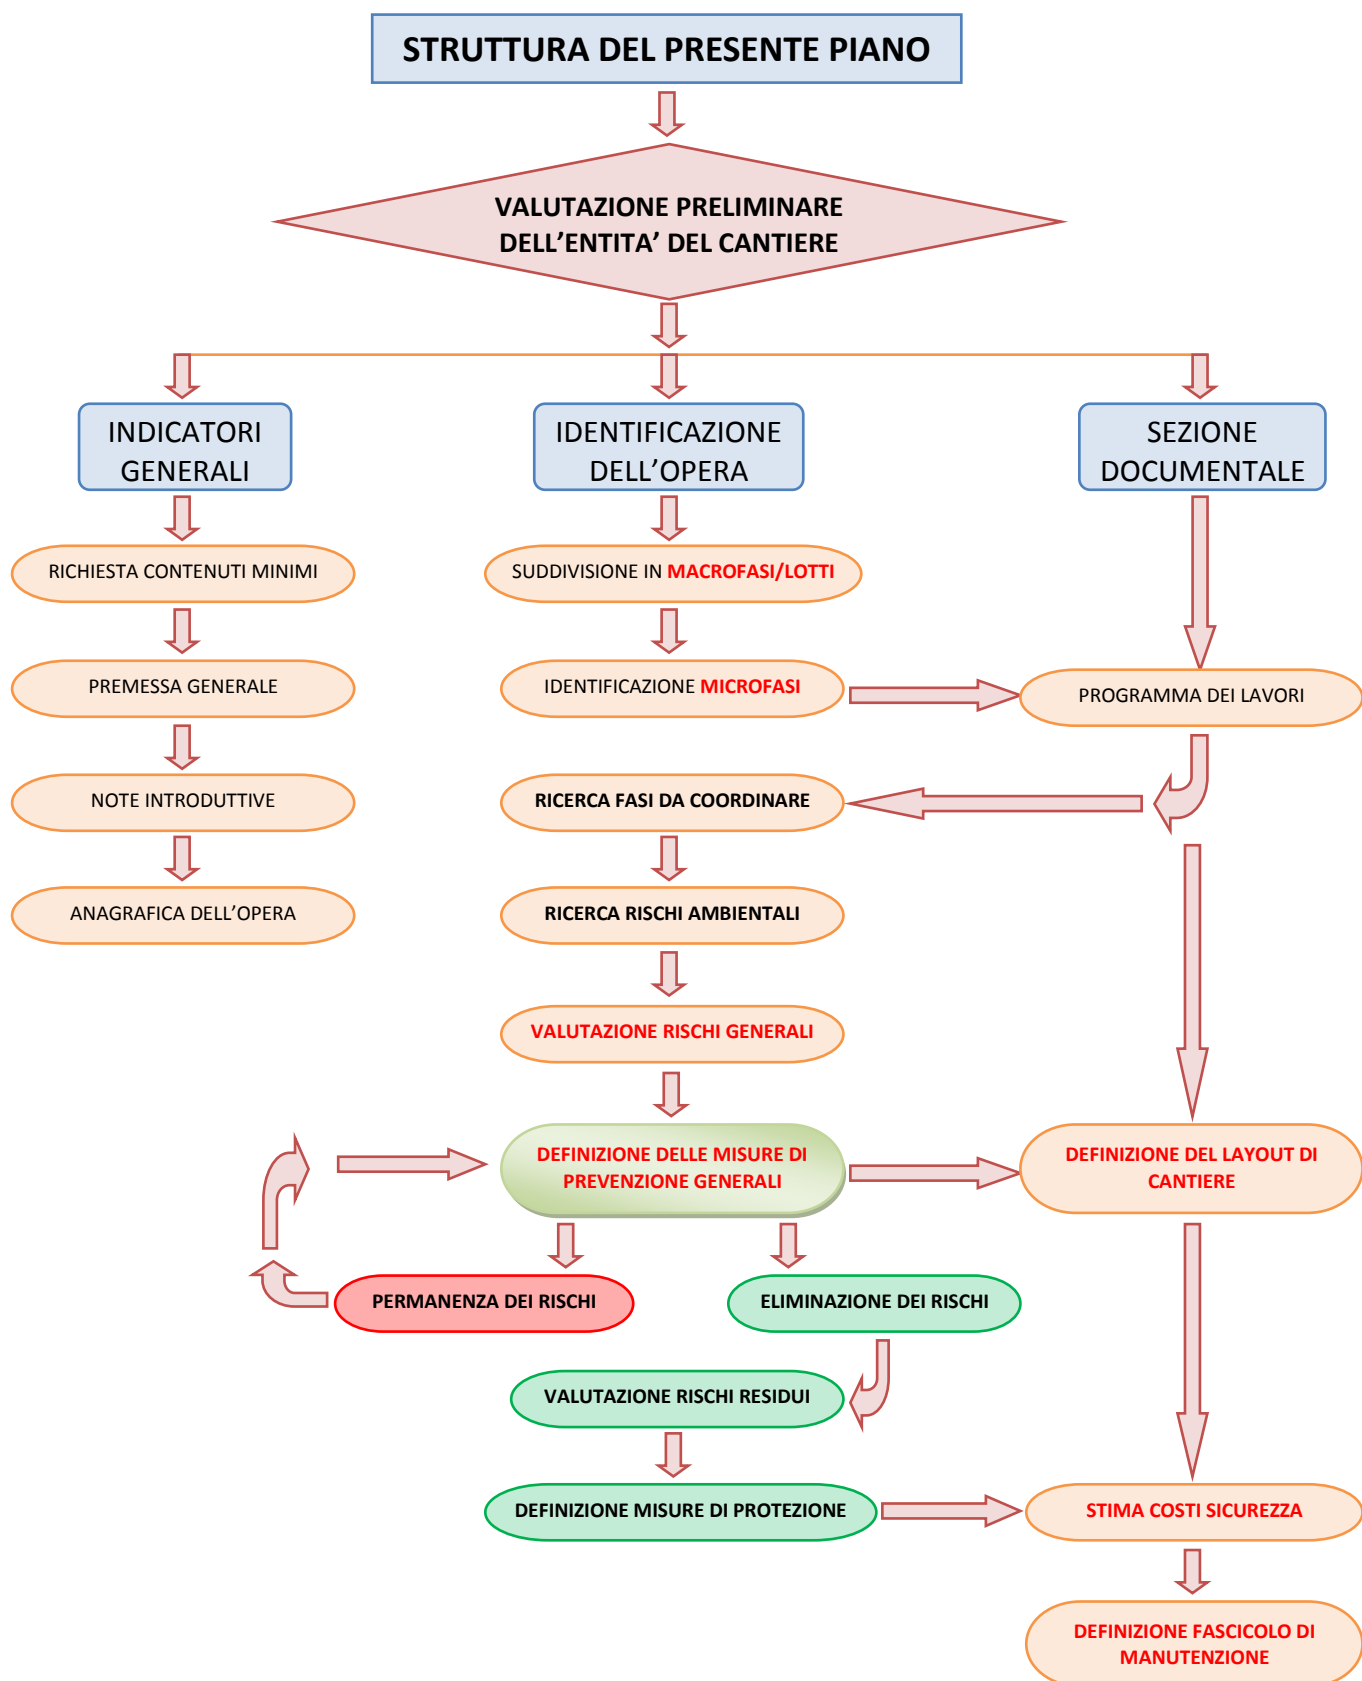 STRUTTURA DEL PRESENTE PIANO
VALUTAZIONE PRELIMINARE
DELL’ENTITA’ DEL CANTIERE
INDICATORI
GENERALI
IDENTIFICAZIONE
DELL’OPERA
SEZIONE
DOCUMENTALE
RICHIESTA CONTENUTI MINIMI
SUDDIVISIONE IN MACROFASI/LOTTI
PREMESSA GENERALE
IDENTIFICAZIONE MICROFASI
PROGRAMMA DEI LAVORI
NOTE INTRODUTTIVE
RICERCA FASI DA COORDINARE
ANAGRAFICA DELL’OPERA
RICERCA RISCHI AMBIENTALI
VALUTAZIONE RISCHI GENERALI
DEFINIZIONE DELLE MISURE DI
PREVENZIONE GENERALI
DEFINIZIONE DEL LAYOUT DI
CANTIERE
PERMANENZA DEI RISCHI
ELIMINAZIONE DEI RISCHI
VALUTAZIONE RISCHI RESIDUI
DEFINIZIONE MISURE DI PROTEZIONE
STIMA COSTI SICUREZZA
DEFINIZIONE FASCICOLO DI
MANUTENZIONE